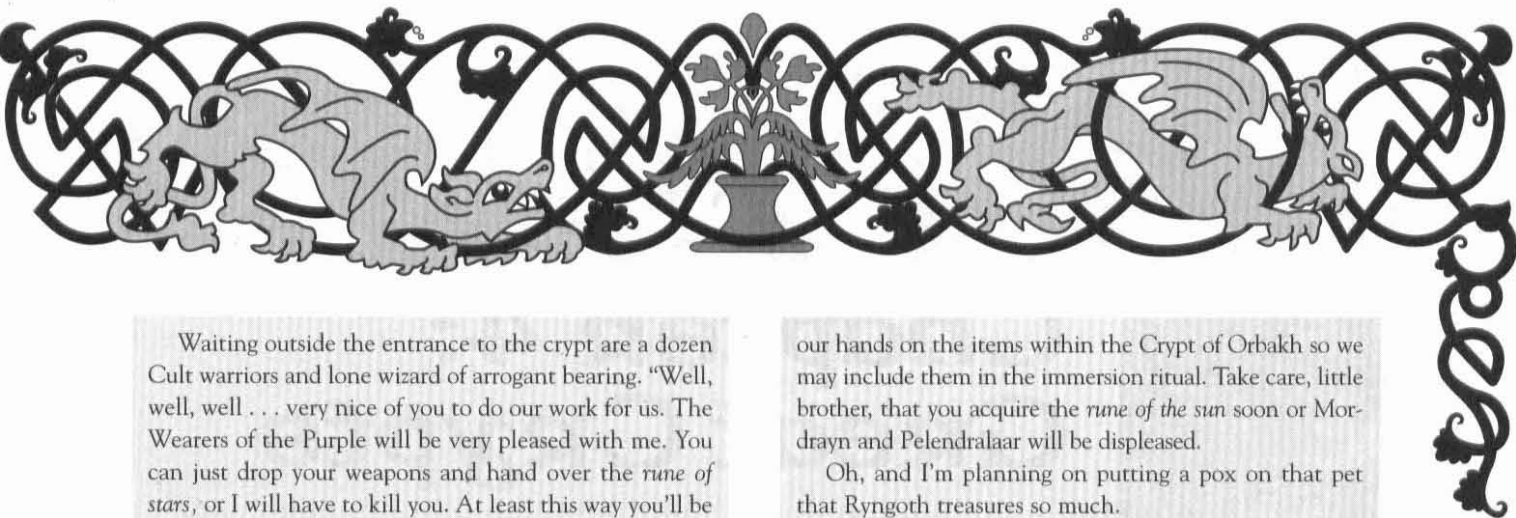 Waiting outside the entrance to the crypt are a dozen
Cult warriors and lone wizard of arrogant bearing. “Well,
well, well . . . very nice of you to do our work for us. The
Wearers of the Purple will be very pleased with me. You
can just drop your weapons and hand over the rune of
stars, or I will have to kill you. At least this way you’ll be
our hands on the items within the Crypt of Orbakh so we
may include them in the immersion ritual. Take care, little
brother, that you acquire the rune of the sun soon or Mor-
drayn and Pelendralaar will be displeased.
Oh, and I’m planning on putting a pox on that pet
that Ryngoth treasures so much.